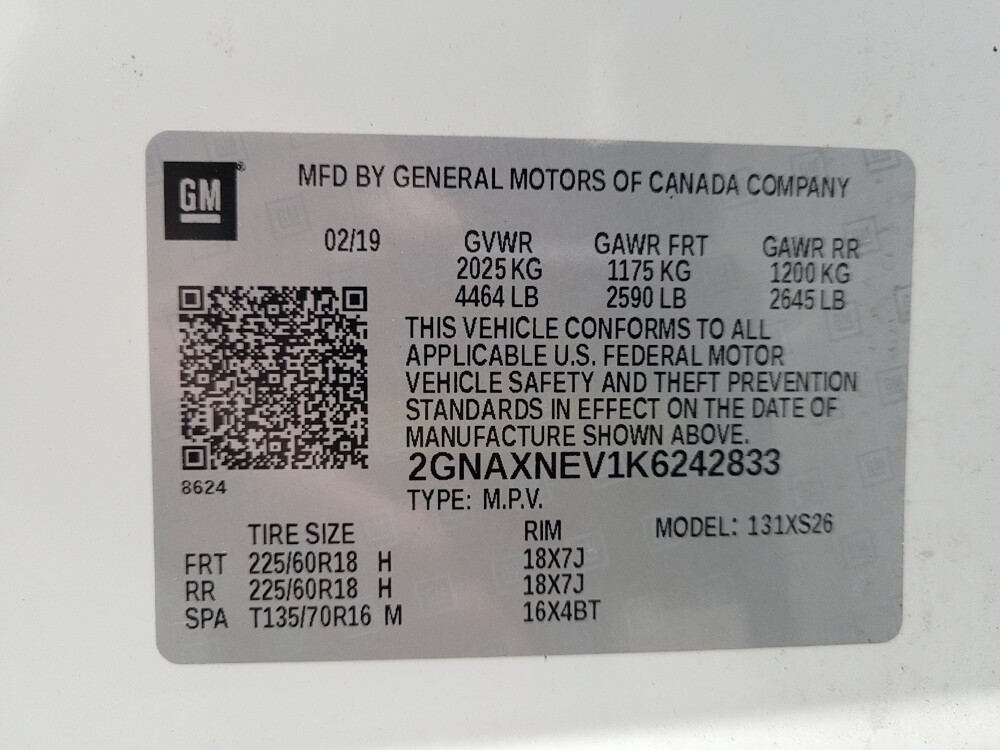 GM
MFD BY GENERAL MOTORS OF CANADA COMPANY
02/19 GVWR GAWR FRT GAWR RR
2025 KG 1175 KG 1200 KG
4464 LB 2590 LB 2645 LB
THIS VEHICLE CONFORMS TO ALL
APPLICABLE U.S. FEDERAL MOTOR
VEHICLE SAFETY AND THEFT PREVENTION
STANDARDS IN EFFECT ON THE DATE OF
MANUFACTURE SHOWN ABOVE.
2GNAXNEV1K6242833
8624
TYPE: M.P.V.
TIRE SIZE RIM MODEL: 131XS26
FRT 225/60R18 H 18X7J
RR 225/60R18 H 18X7J
SPA T135/70R16 M 16X4BT